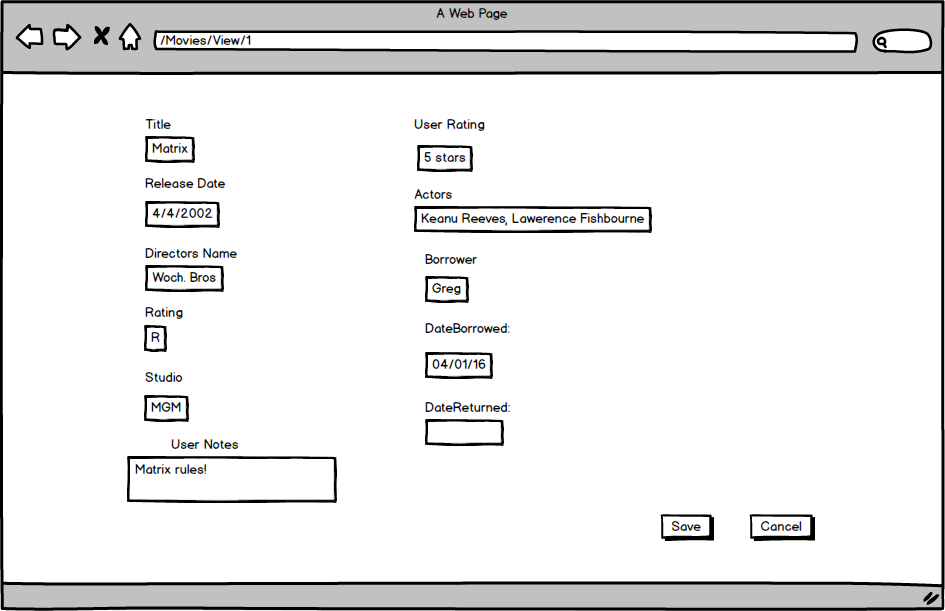 A Web Page
/Movies/View/1
Title
Matrix
Release Date
4/4/2002
Directors Name
Woch. Bros
Rating
R
Studio
MGM
User Notes
Matrix rules!
User Rating
5 stars
Actors
Keanu Reeves, Lawerence Fishbourne
Borrower
Greg
DateBorrowed:
04/01/16
DateReturned:
Save
Cancel